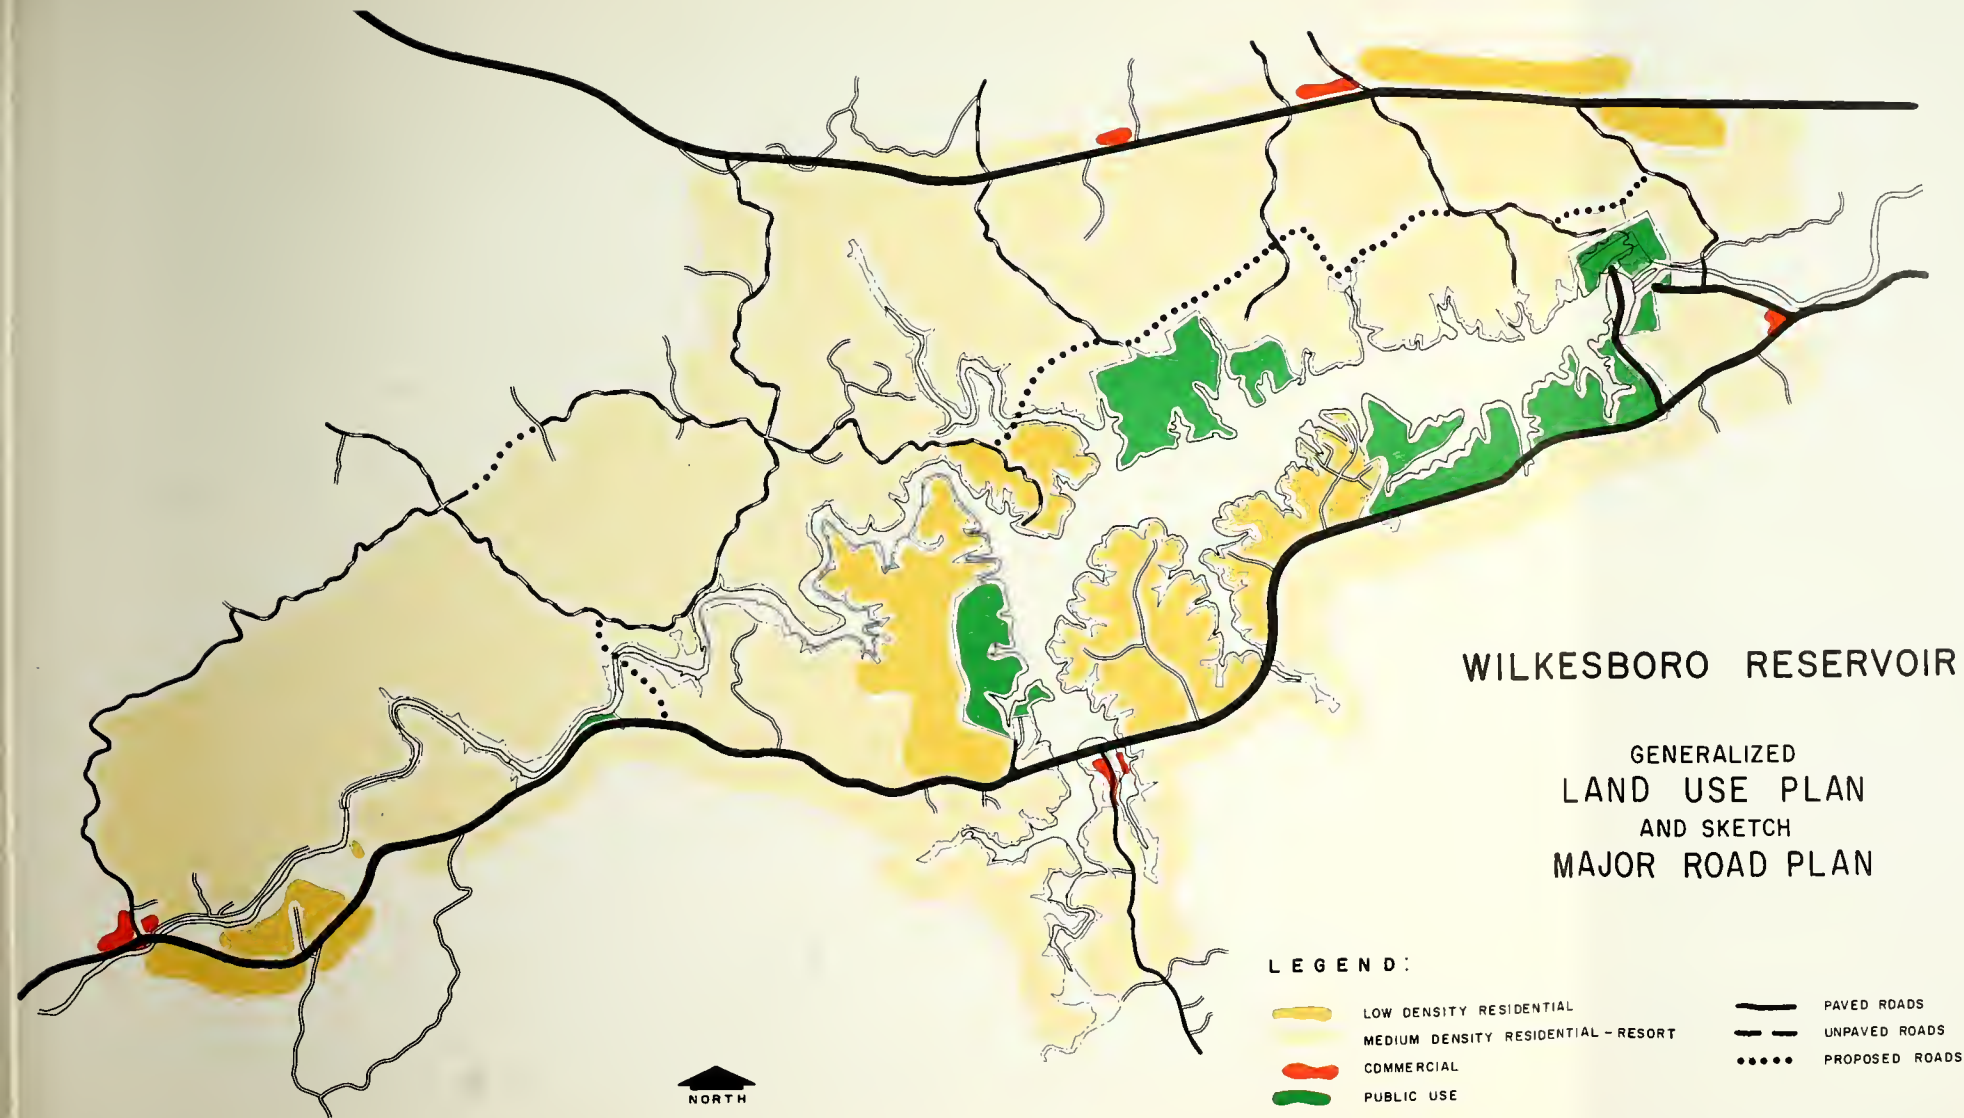 WILKESBORO RESERVOIR
GENERALIZED
LAND USE PLAN
AND SKETCH
MAJOR ROAD PLAN
LEGEND:
LOW DENSITY RESIDENTIAL
MEDIUM DENSITY RESIDENTIAL - RESORT
COMMERCIAL
PUBLIC USE
PAVED ROADS
UNPAVED ROADS
PROPOSED ROADS
NORTH